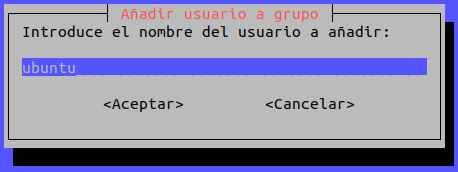 Añadir usuario a grupo
Introduce el nombre del usuario a añadir:
ubuntu
<Aceptar> <Cancelar>